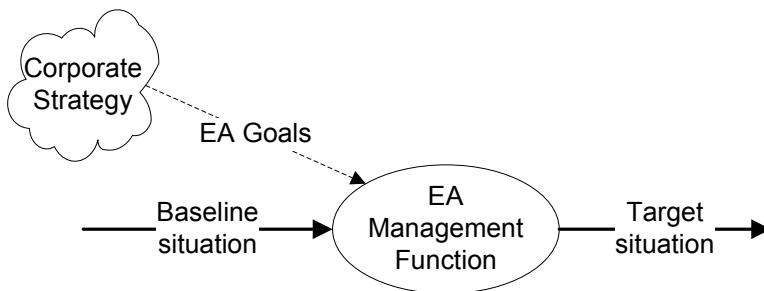 Corporate
Strategy
EA Goals
Baseline
situation
EA
Management
Function
Target
situation